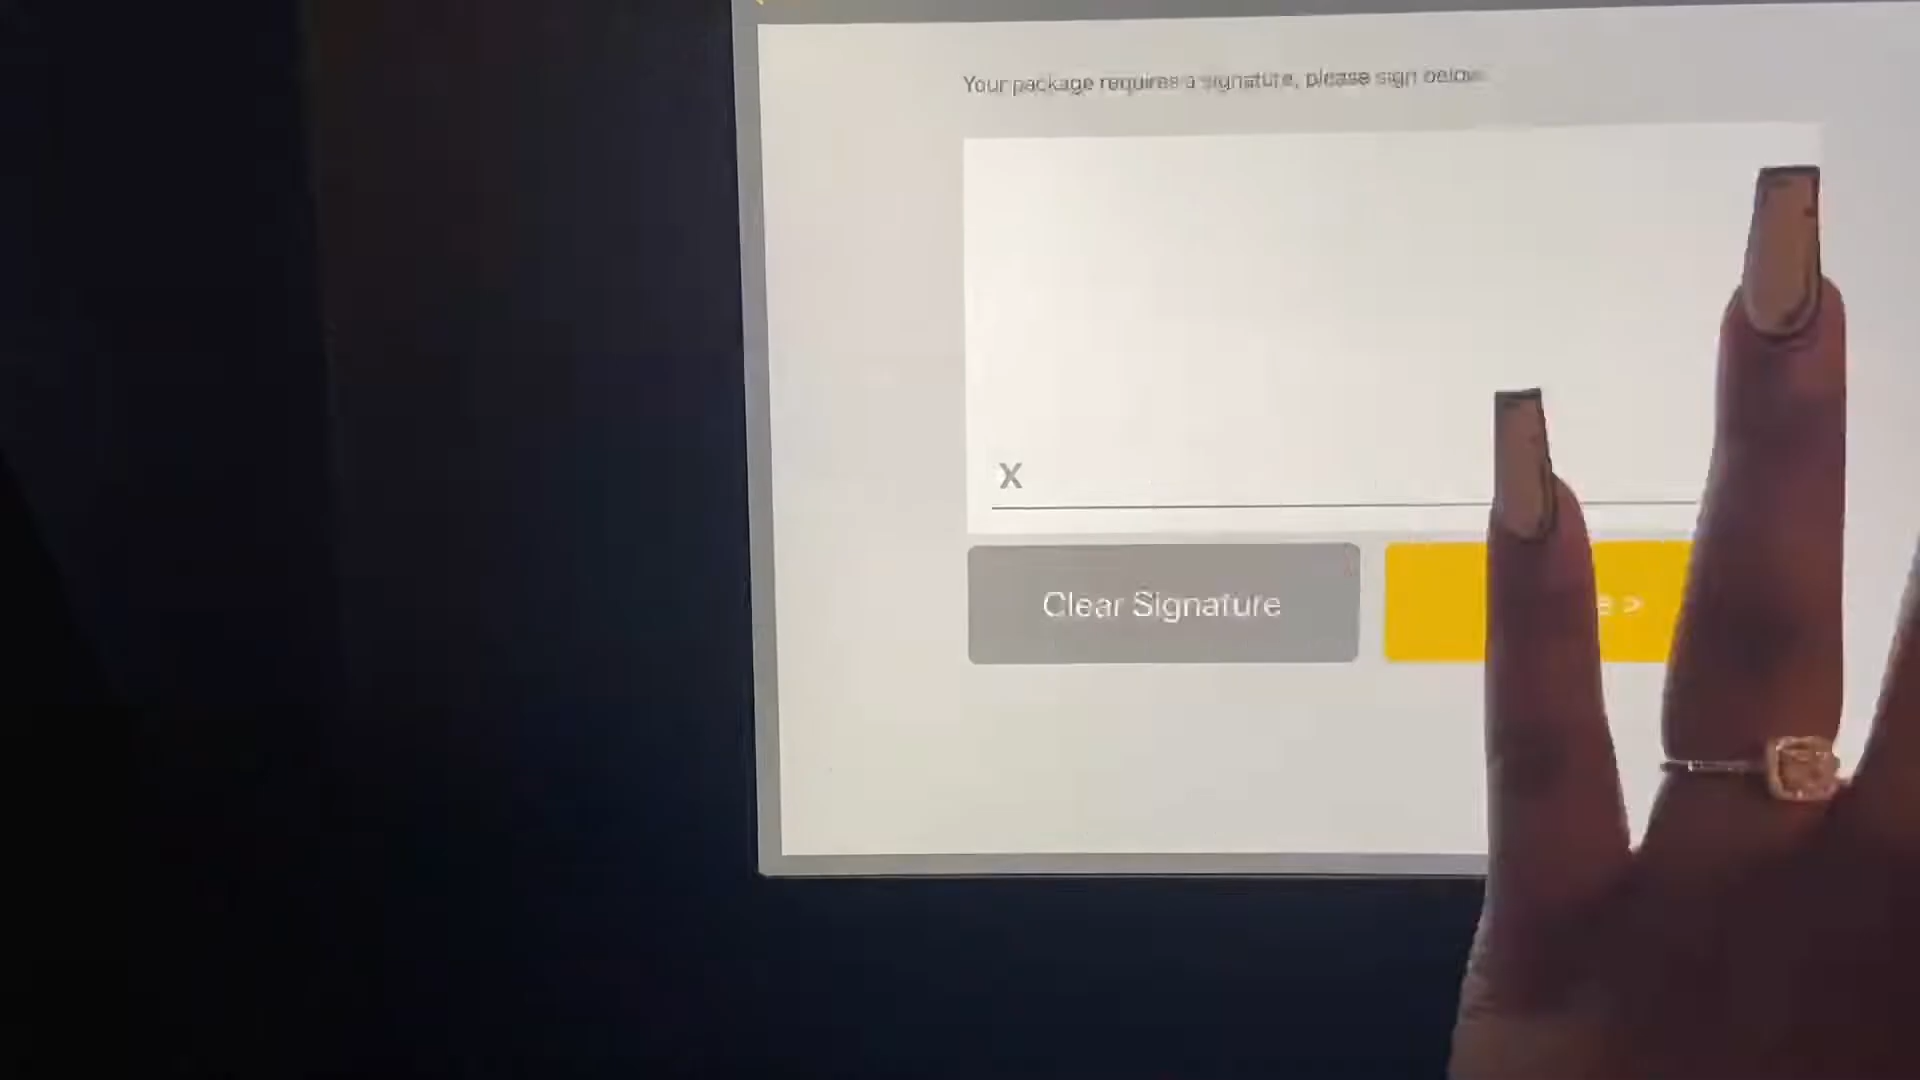 Your package requires a signature, please sign below
X
Clear Signature
e >